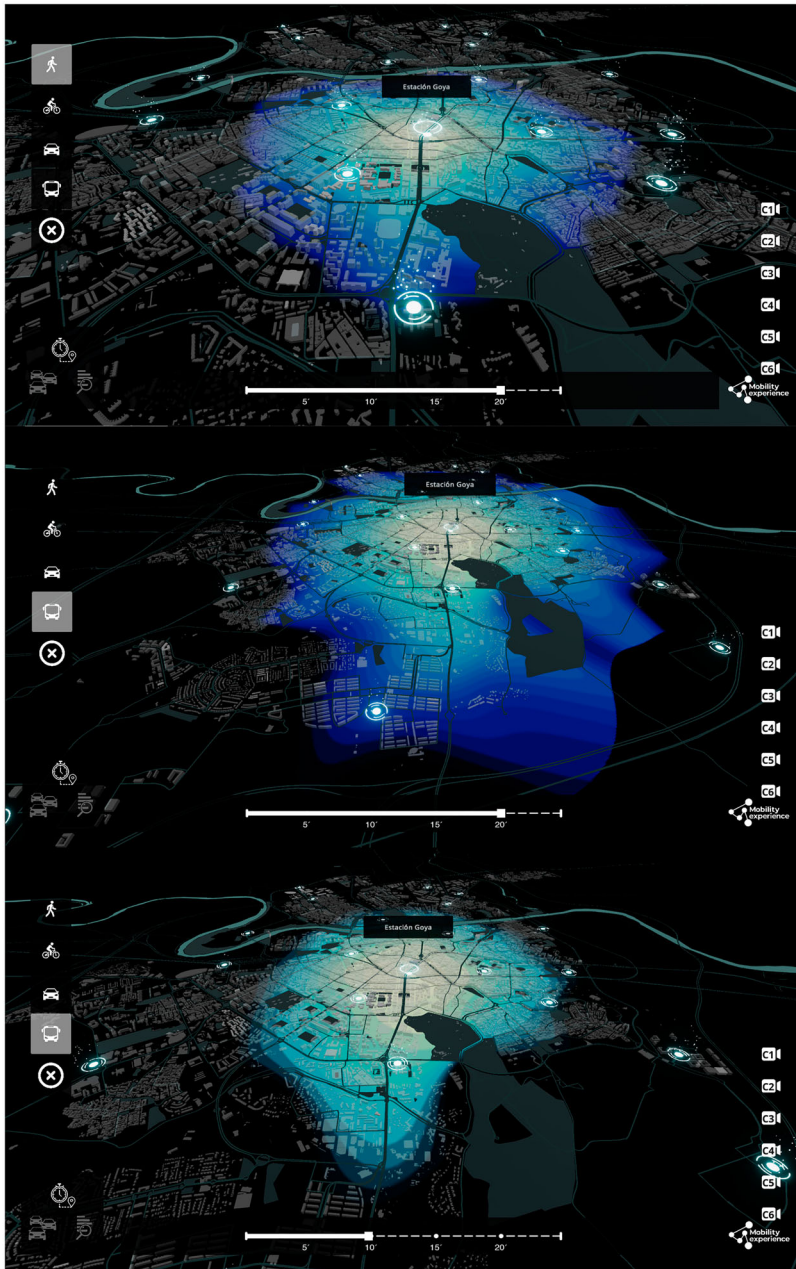 Estación Goya
C1
C2
C3
C4
C5
C6
Mobility
experience
5´ 10´ 15´ 20´
Estación Goya
C1
C2
C3
C4
C5
C6
Mobility
experience
5´ 10´ 15´ 20´
Estación Goya
C1
C2
C3
C4
C5
C6
Mobility
experience
5´ 10´ 15´ 20´